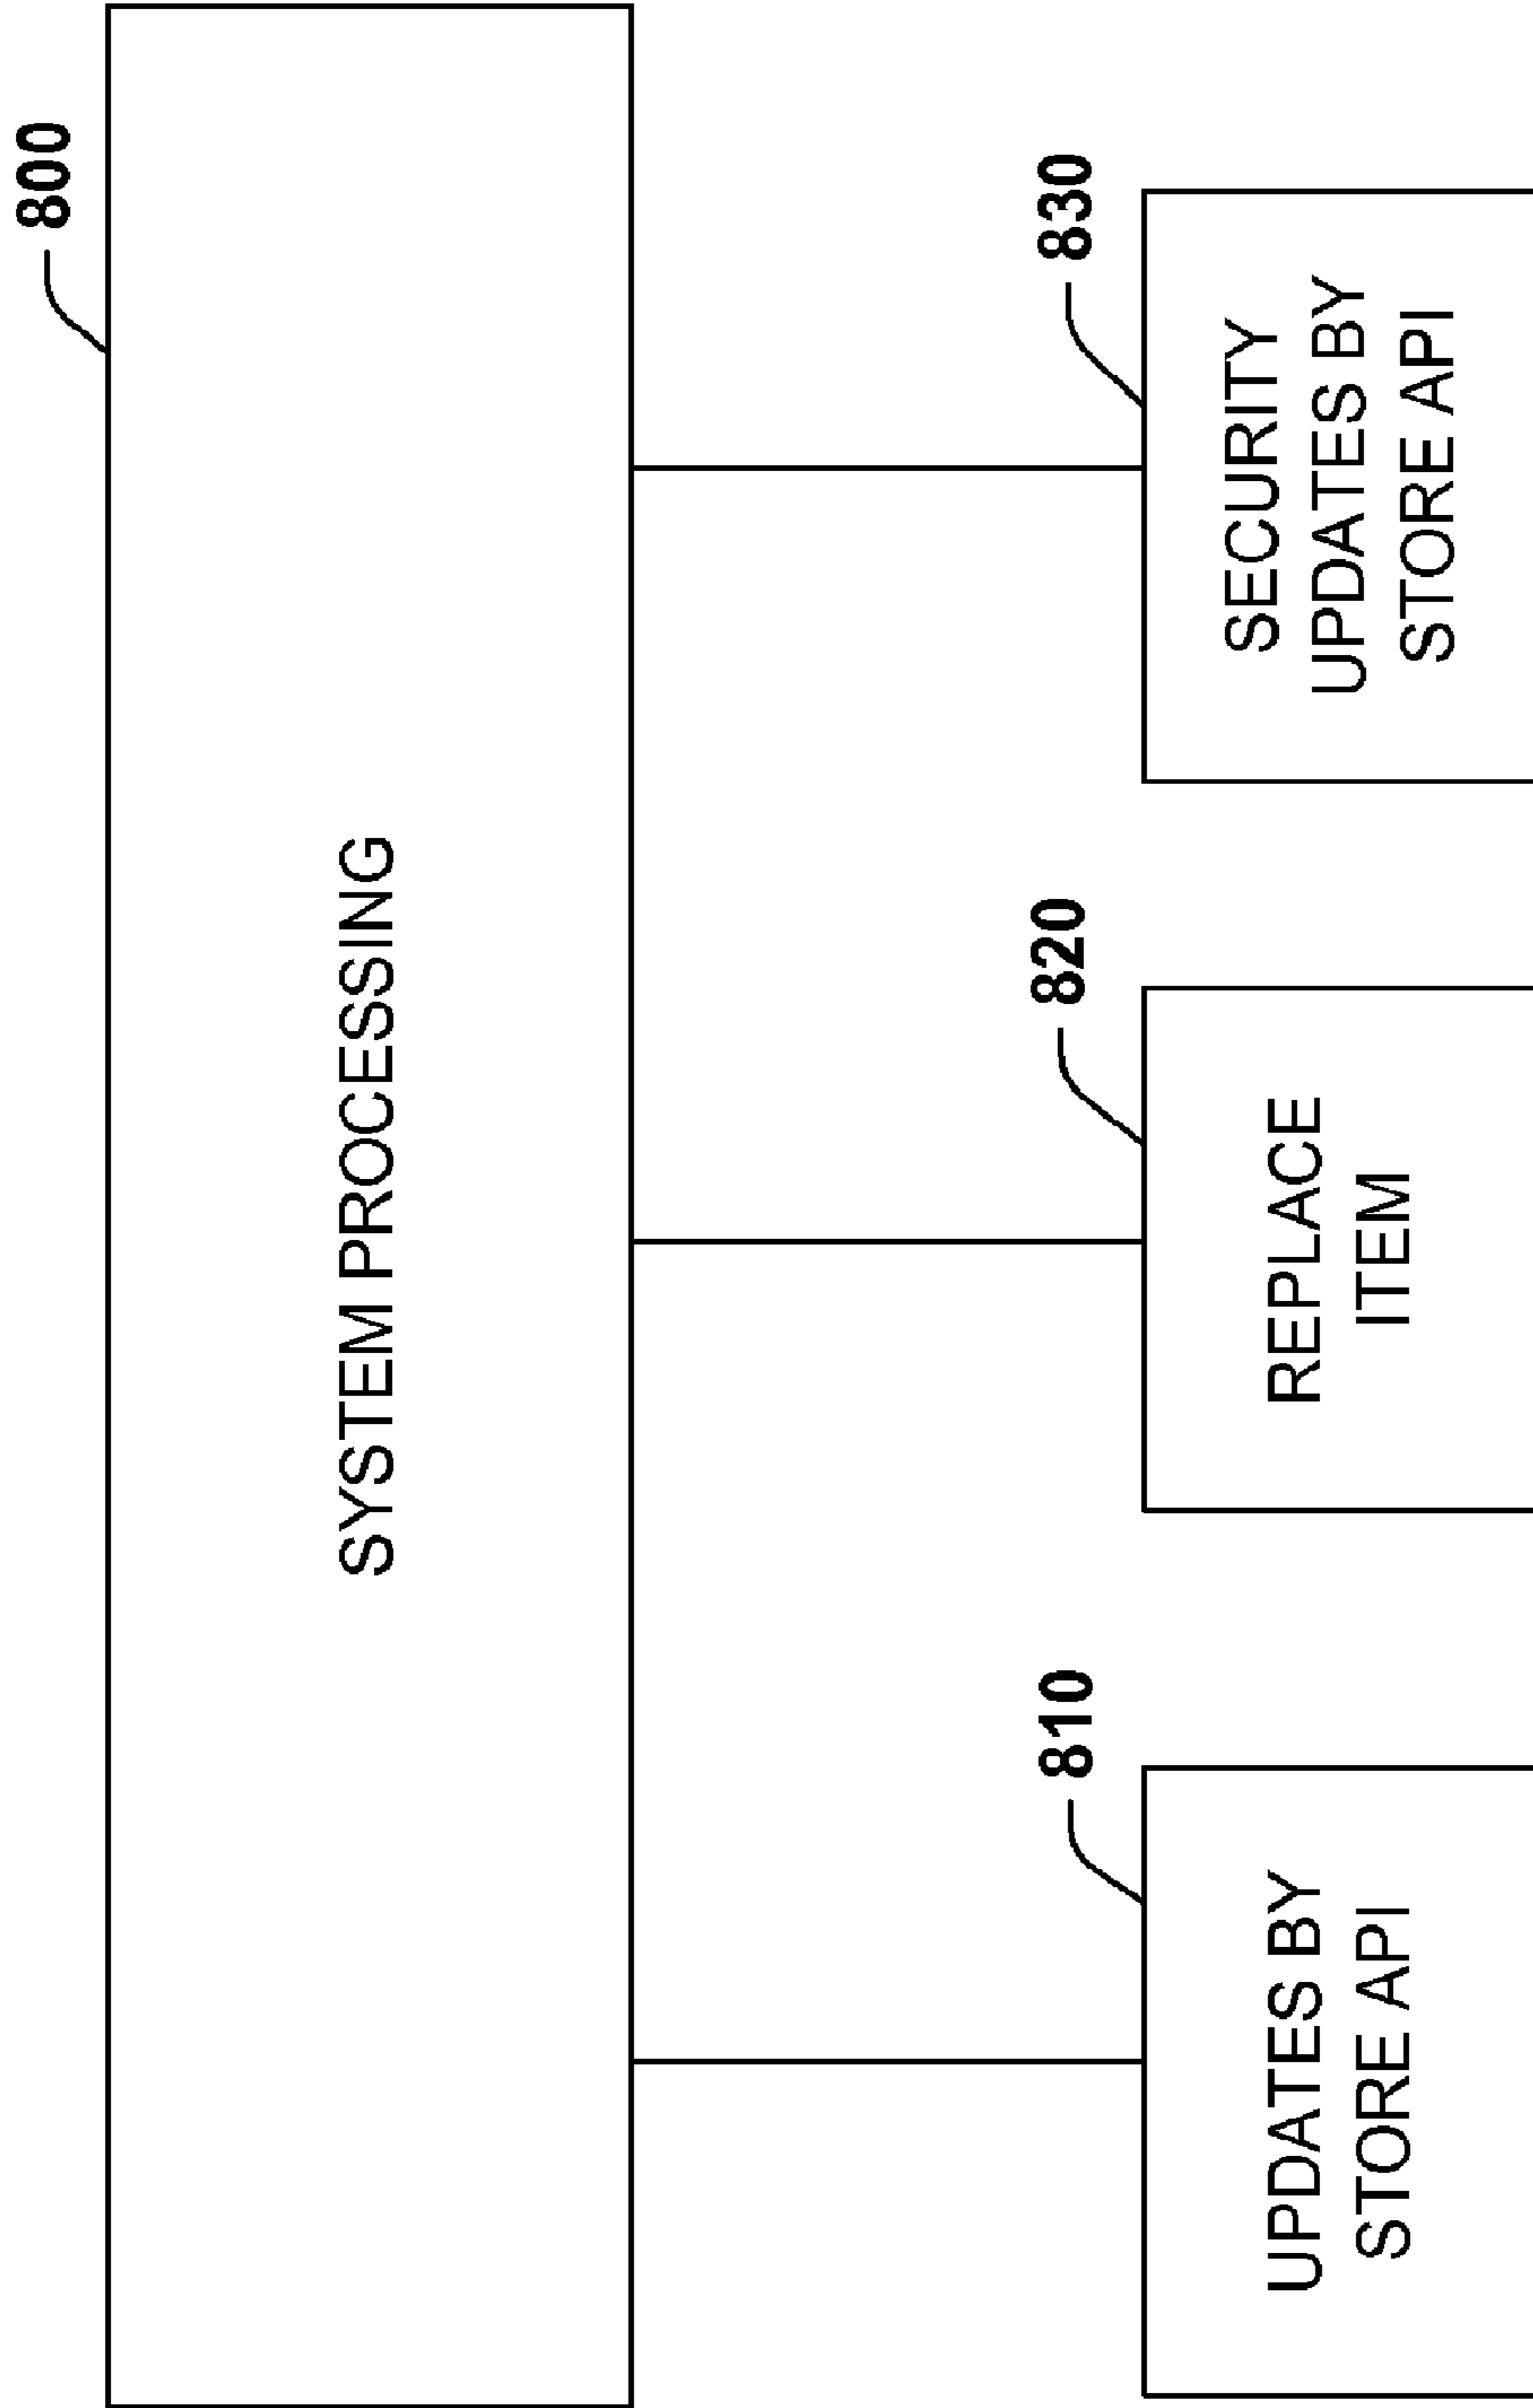 800
SYSTEM PROCESSING
810
UPDATES BY
STORE API
820
REPLACE
ITEM
830
SECURITY
UPDATES BY
STORE API